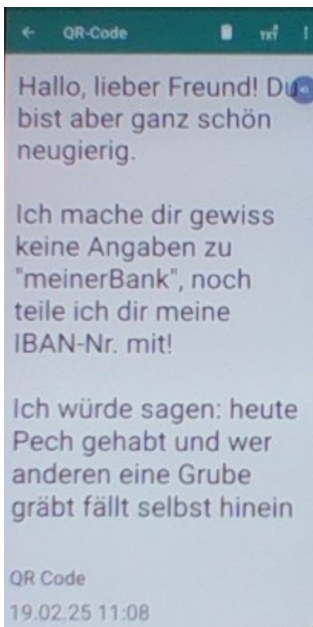 QR-Code
TXT
Hallo, lieber Freund! Du
bist aber ganz schön
neugierig.
Ich mache dir gewiss
keine Angaben zu
"meinerBank", noch
teile ich dir meine
IBAN-Nr. mit!
Ich würde sagen: heute
Pech gehabt und wer
anderen eine Grube
gräbt fällt selbst hinein
QR Code
19.02.25 11:08